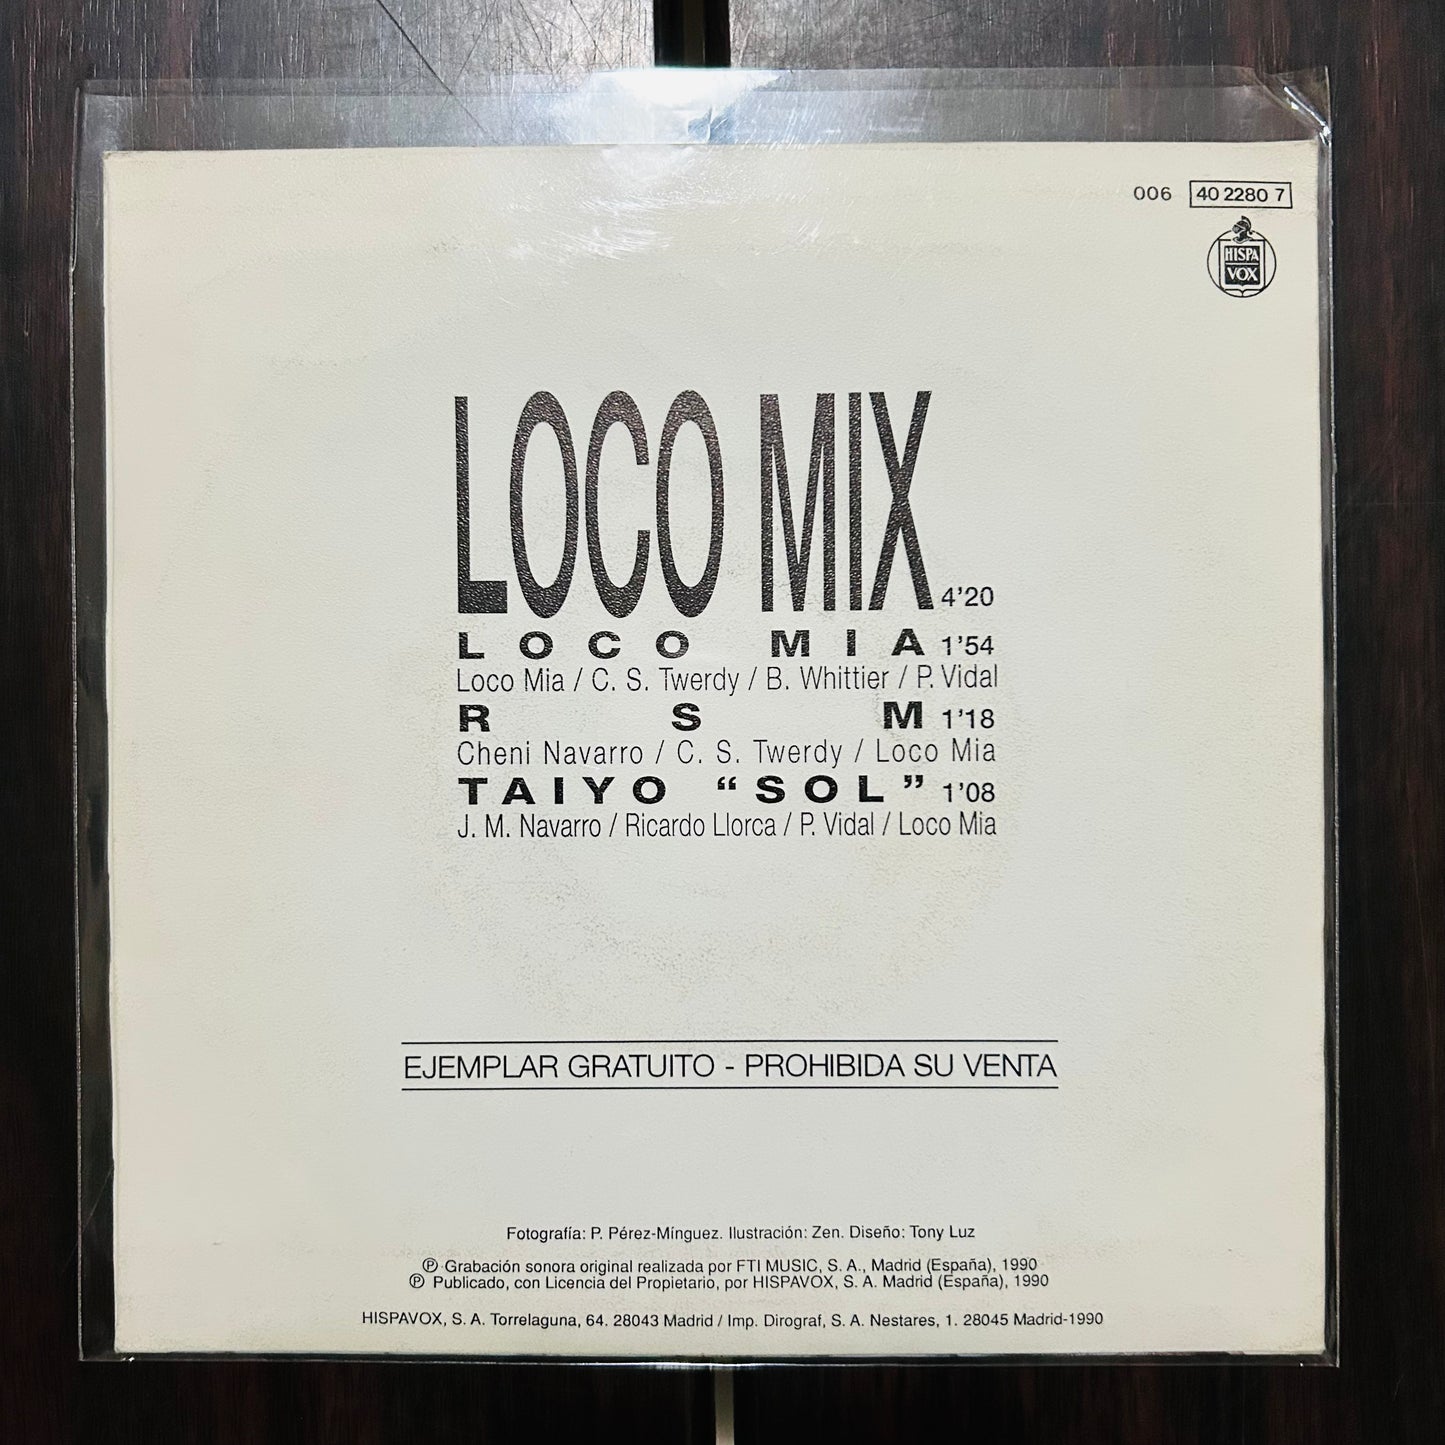 006 40 2280 7
HISPA
VOX
LOCO MIX 4'20
LOCO MIA 1'54
Loco Mia / C. S. Twerdy / B. Whittier / P. Vidal
R S M 1'18
Cheni Navarro / C. S. Twerdy / Loco Mia
TAIYO “SOL” 1'08
J. M. Navarro / Ricardo Llorca / P. Vidal / Loco Mia
EJEMPLAR GRATUITO - PROHIBIDA SU VENTA
Fotografía: P. Pérez-Mínguez. Ilustración: Zen. Diseño: Tony Luz
℗ Grabación sonora original realizada por FTI MUSIC, S. A., Madrid (España), 1990
℗ Publicado, con Licencia del Propietario, por HISPAVOX, S. A. Madrid (España), 1990
HISPAVOX, S. A. Torrelaguna, 64. 28043 Madrid / Imp. Dirograf, S. A. Nestares, 1. 28045 Madrid-1990